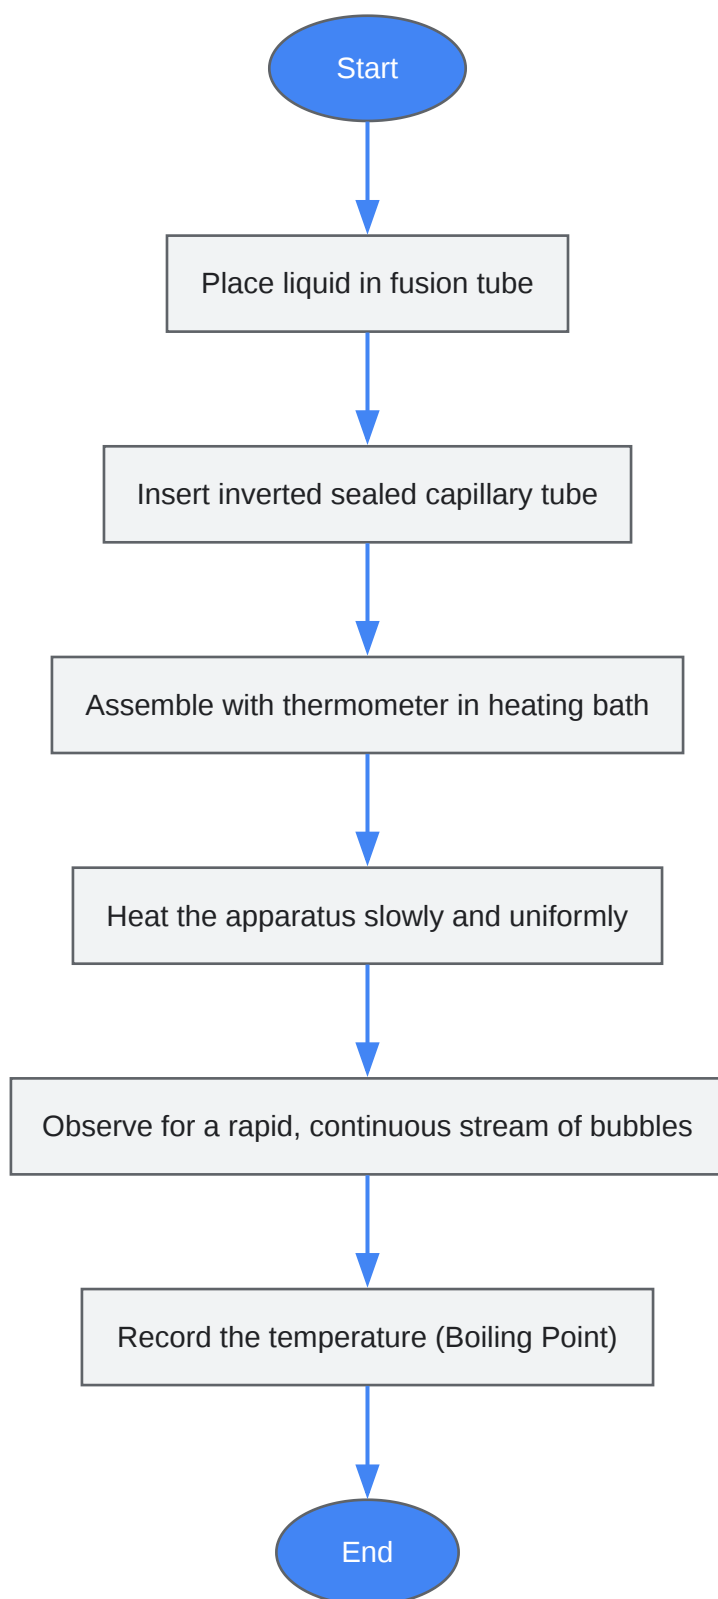 Start
Place liquid in fusion tube
Insert inverted sealed capillary tube
Assemble with thermometer in heating bath
Heat the apparatus slowly and uniformly
Observe for a rapid, continuous stream of bubbles
Record the temperature (Boiling Point)
End